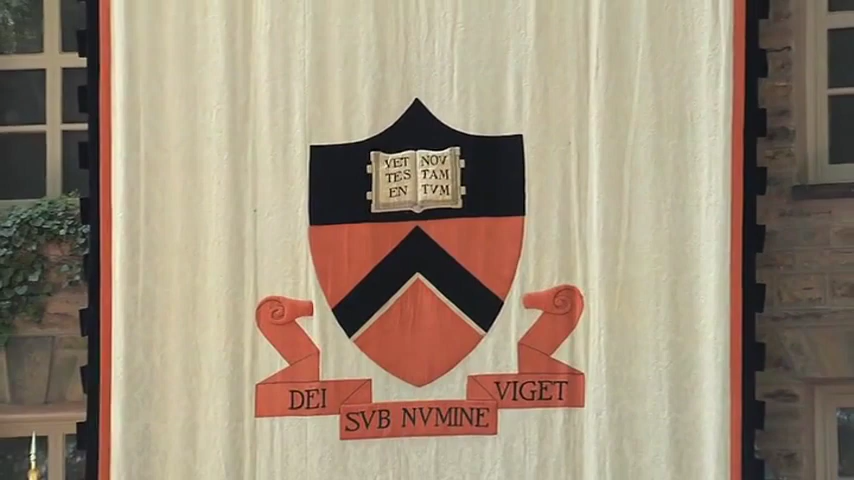 VET NOV
TES TAM
EN TVM
DEI SVB NVMINE VIGET